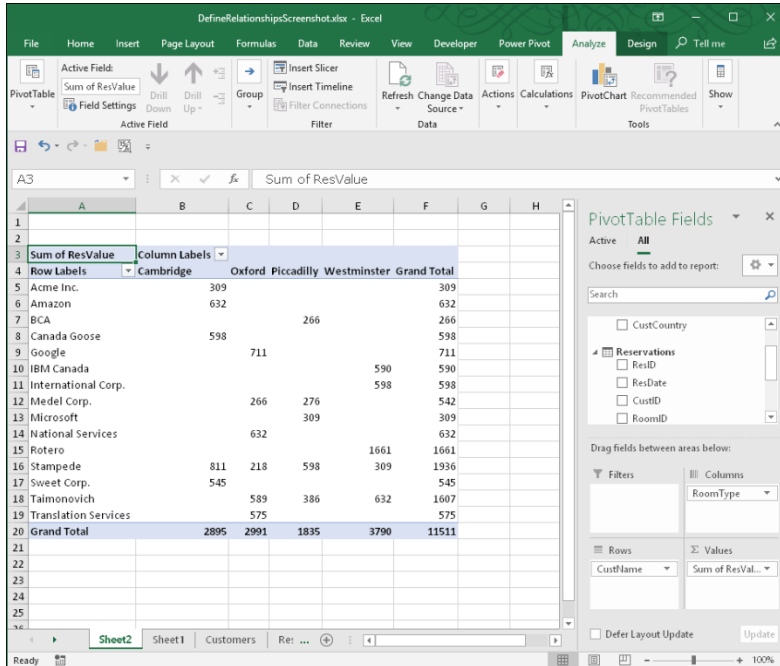 DefineRelationshipsScreenshot.xlsx - Excel
File Home Insert Page Layout Formulas Data Review View Developer Power Pivot Analyze Design Tell me
PivotTable
Active Field:
Sum of ResValue
Field Settings
Drill Down
Drill Up
Active Field
Group
Insert Slicer
Insert Timeline
Filter Connections
Filter
Refresh
Change Data Source
Data
Actions
Calculations
PivotChart
Recommended PivotTables
Tools
Show
A3 fx Sum of ResValue
A B C D E F G H
1
2
3 Sum of ResValue Column Labels
4 Row Labels Cambridge Oxford Piccadilly Westminster Grand Total
5 Acme Inc. 309 309
6 Amazon 632 632
7 BCA 266 266
8 Canada Goose 598 598
9 Google 711 711
10 IBM Canada 590 590
11 International Corp. 598 598
12 Medel Corp. 266 276 542
13 Microsoft 309 309
14 National Services 632 632
15 Rotero 1661 1661
16 Stampede 811 218 598 309 1936
17 Sweet Corp. 545 545
18 Taimonovich 589 386 632 1607
19 Translation Services 575 575
20 Grand Total 2895 2991 1835 3790 11511
21
22
23
24
25
26
Sheet2 Sheet1 Customers Re: ...
Ready 100%
PivotTable Fields
Active All
Choose fields to add to report:
Search
CustCountry
Reservations
ResID
ResDate
CustID
RoomID
Drag fields between areas below:
Filters
Columns
RoomType
Rows
CustName
Σ Values
Sum of ResVal...
Defer Layout Update Update